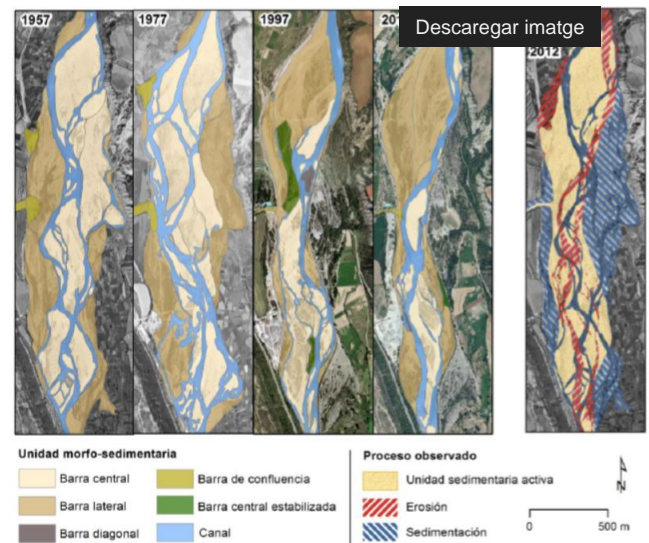 1957
1977
1997
Descaregar imatge
2012
Unidad morfo-sedimentaria
Barra central
Barra lateral
Barra diagonal
Barra de confluencia
Barra central estabilizada
Canal
Proceso observado
Unidad sedimentaria activa
Erosión
Sedimentación
N
0 500 m